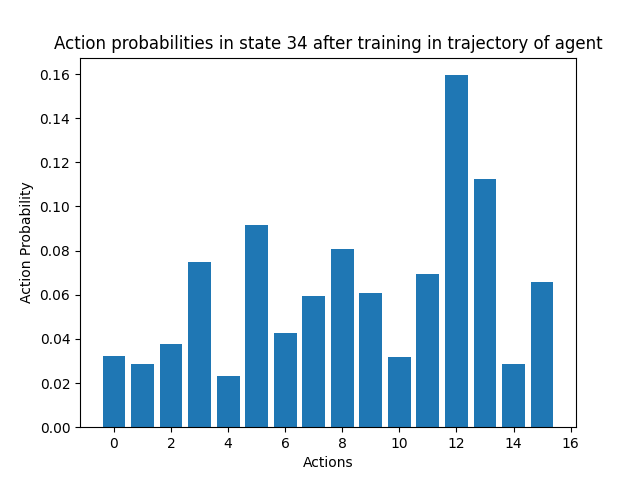 Action probabilities in state 34 after training in trajectory of agent
0.16
0.14
0.12
0.10
0.08
0.06
0.04
0.02
0.00
Action Probability
0 2 4 6 8 10 12 14 16
Actions